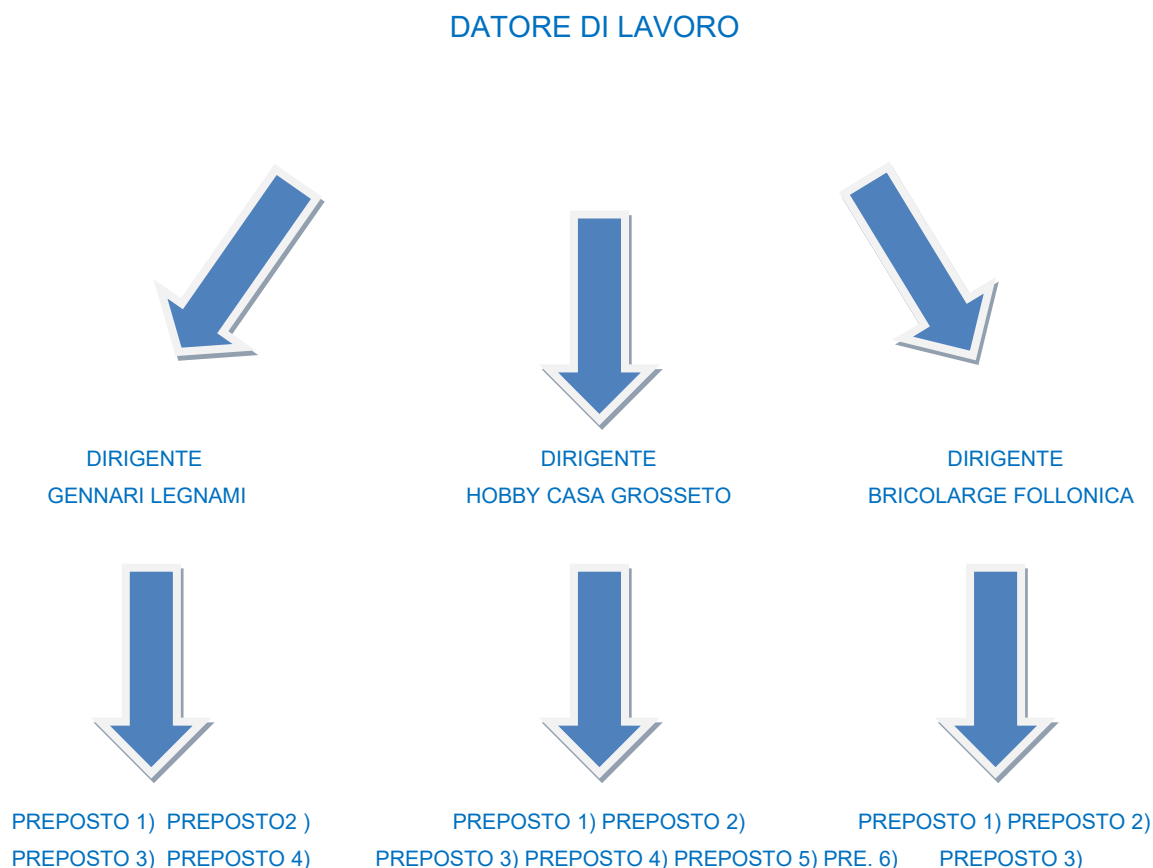 DATORE DI LAVORO
DIRIGENTE
GENNARI LEGNAMI
DIRIGENTE
HOBBY CASA GROSSETO
DIRIGENTE
BRICOLARGE FOLLONICA
PREPOSTO 1)  PREPOSTO2 )
PREPOSTO 3)  PREPOSTO 4)
PREPOSTO 1) PREPOSTO 2)
PREPOSTO 3) PREPOSTO 4) PREPOSTO 5) PRE. 6)
PREPOSTO 1) PREPOSTO 2)
PREPOSTO 3)